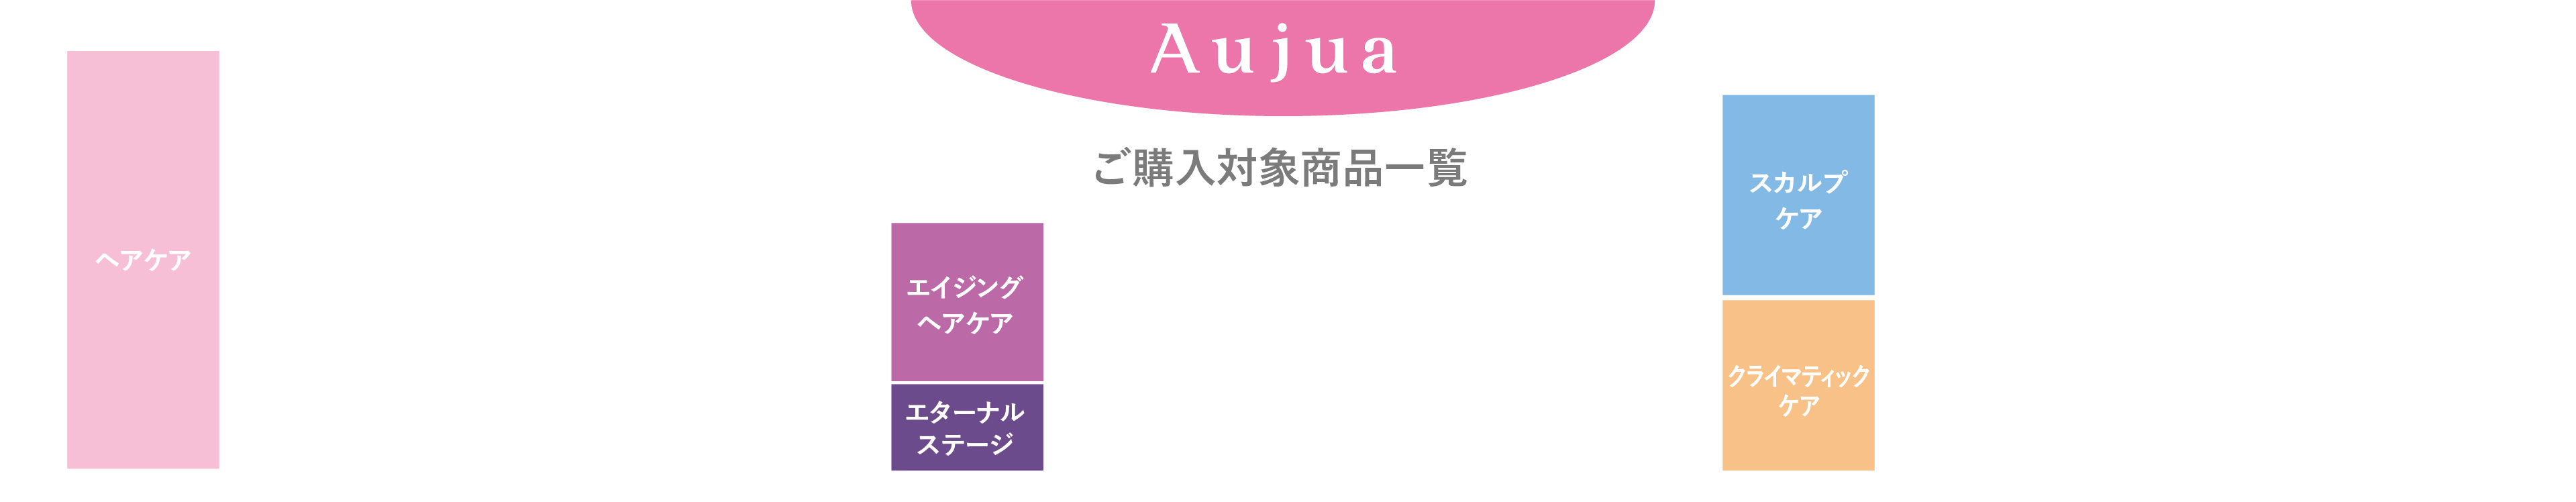 Aujua
ご購入対象商品一覧
ヘアケア
エイジング
ヘアケア
エターナル
ステージ
スカルプ
ケア
クライマティック
ケア